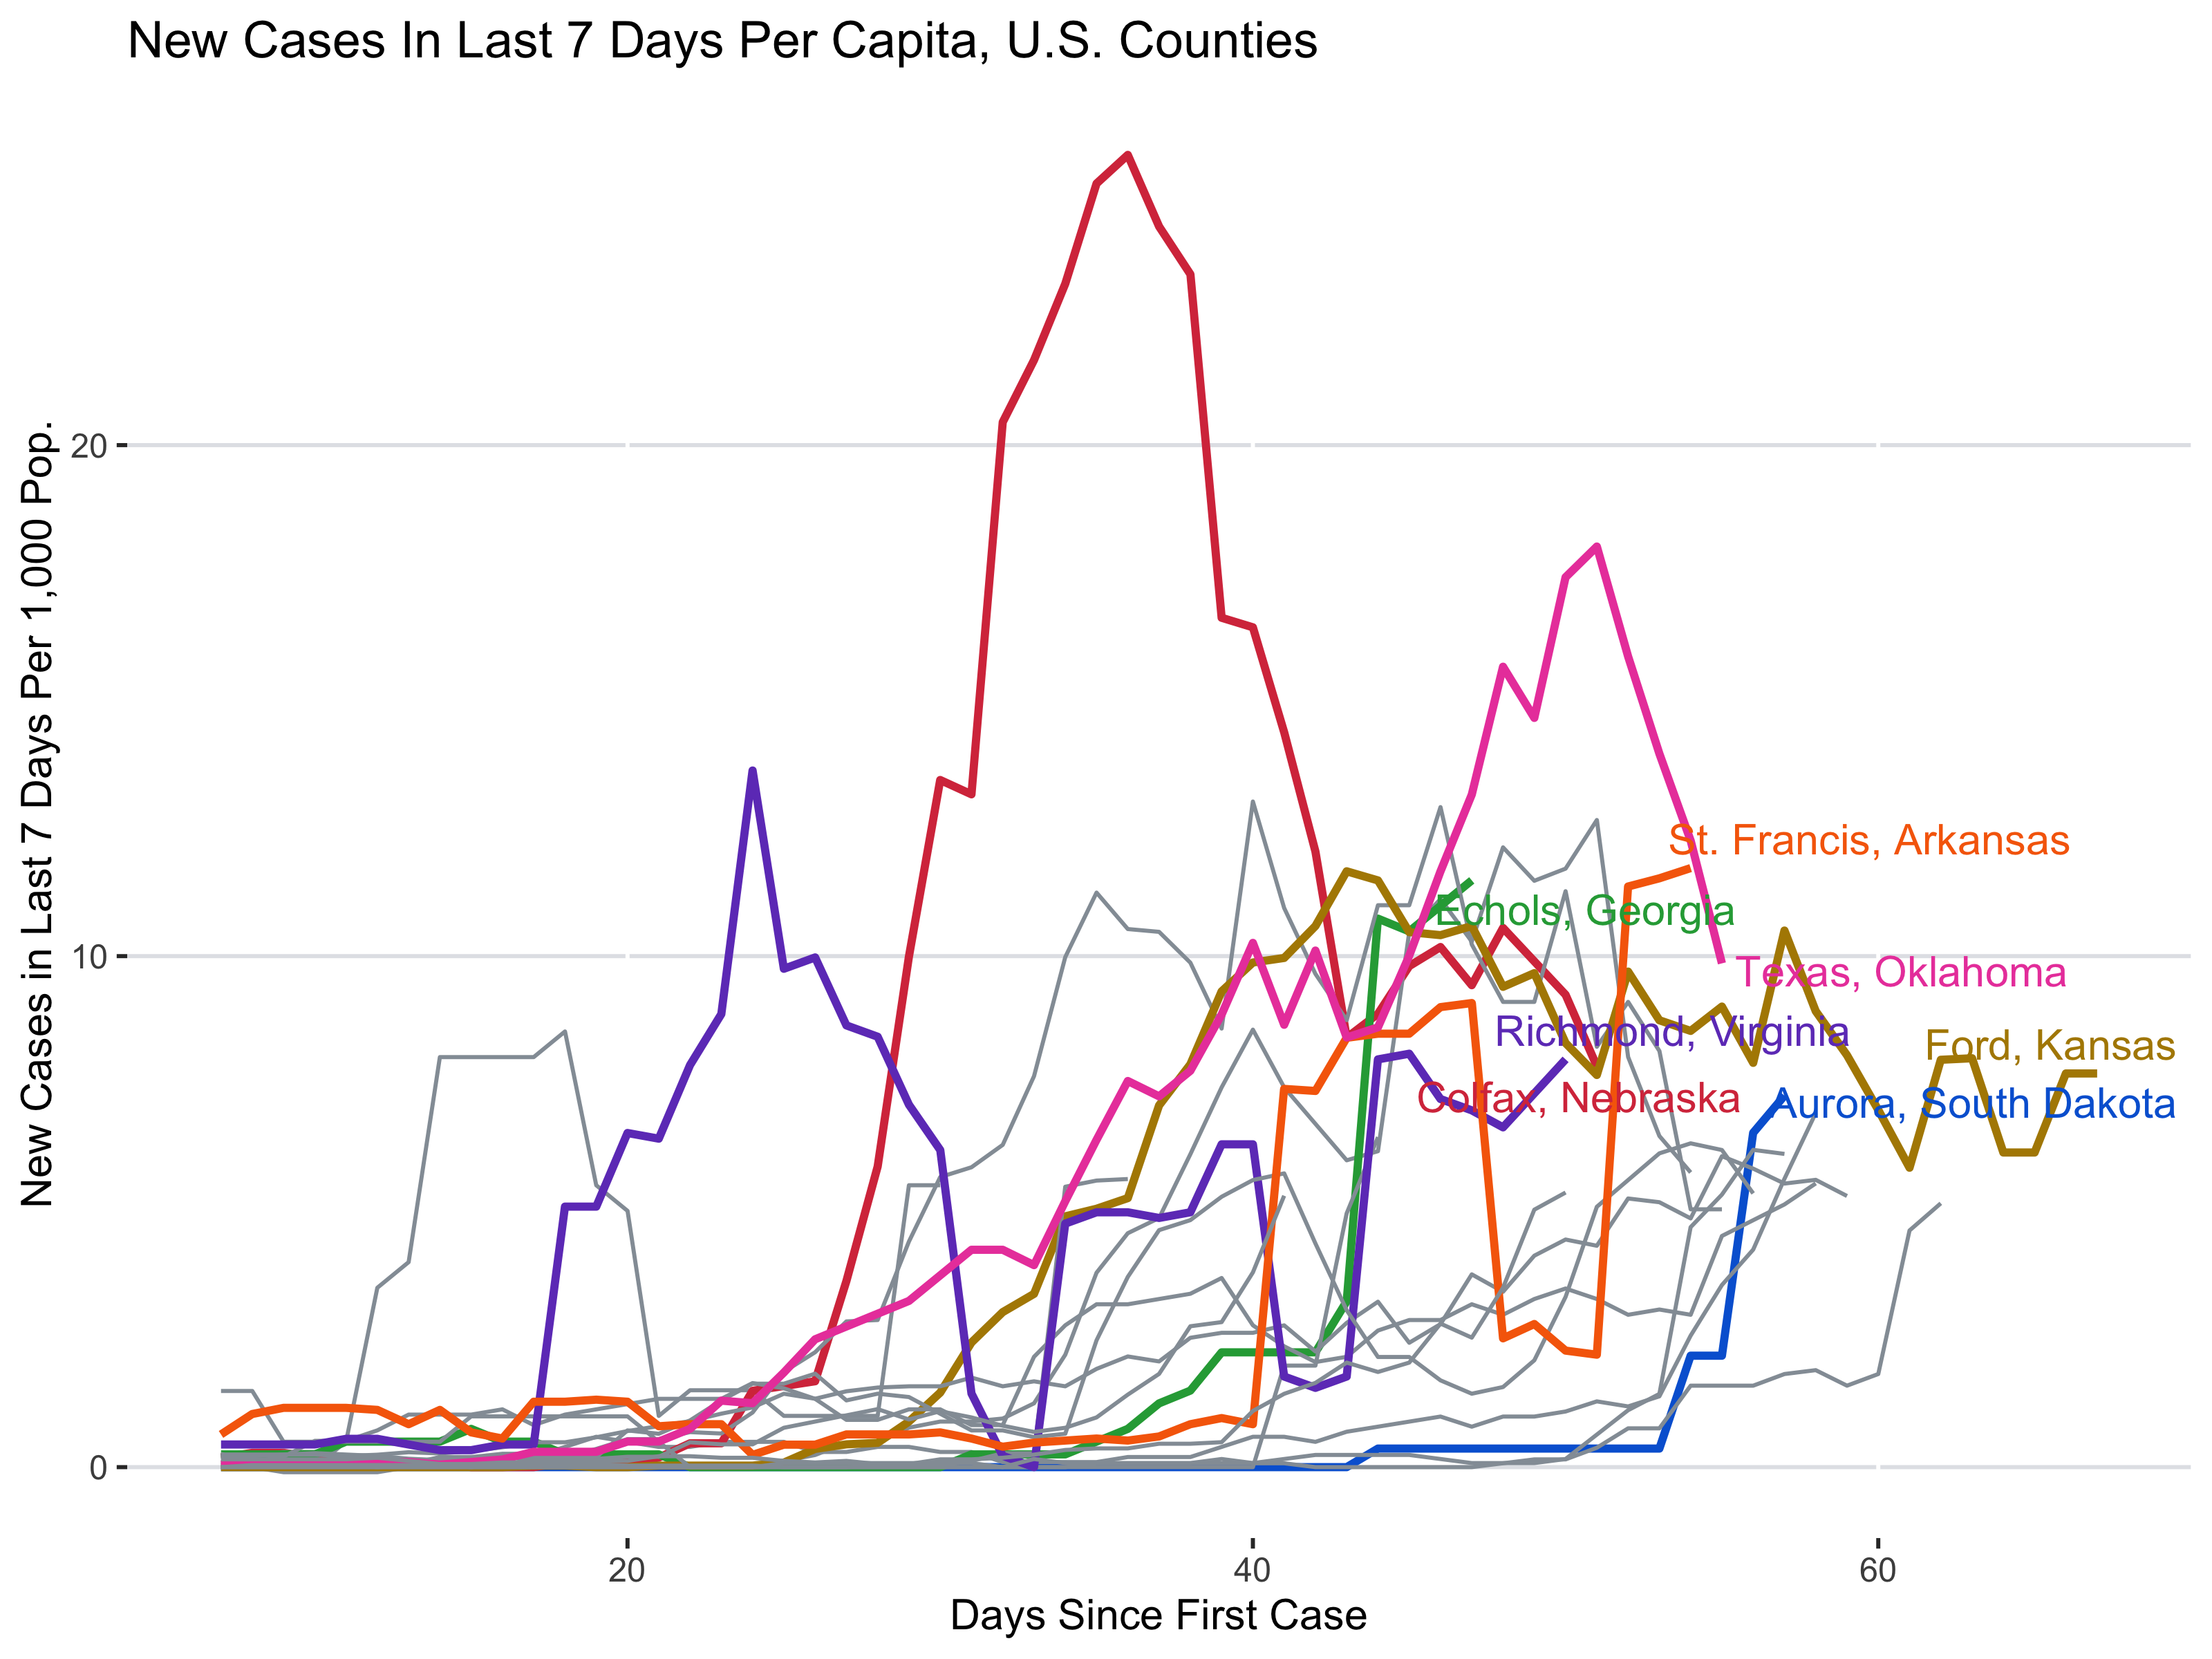 New Cases In Last 7 Days Per Capita, U.S. Counties
New Cases in Last 7 Days Per 1,000 Pop.
20
10
0
St. Francis, Arkansas
Echols, Georgia
Texas, Oklahoma
Richmond, Virginia
Ford, Kansas
Colfax, Nebraska
Aurora, South Dakota
20
40
60
Days Since First Case